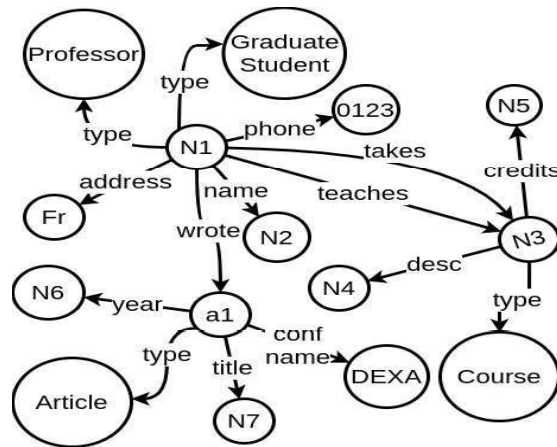 Professor
Graduate
Student
type
0123
N5
type
phone
N1
takes
credits
address
name
teaches
Fr
wrote
N2
N3
desc
N6
N4
year
a1
type
conf
name
type
title
Article
DEXA
Course
N7